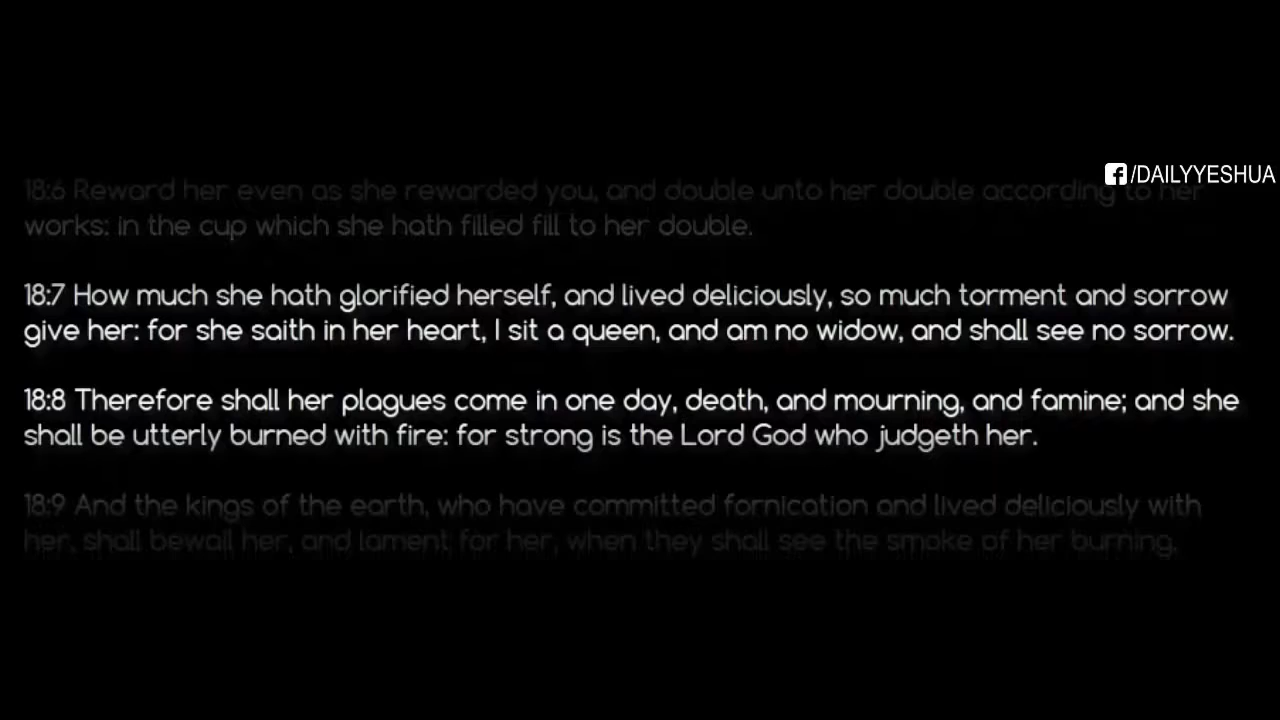 /DAILYYESHUA
18:6 Reward her even as she rewarded you, and double unto her double according to her
works: in the cup which she hath filled fill to her double.
18:7 How much she hath glorified herself, and lived deliciously, so much torment and sorrow
give her: for she saith in her heart, I sit a queen, and am no widow, and shall see no sorrow.
18:8 Therefore shall her plagues come in one day, death, and mourning, and famine; and she
shall be utterly burned with fire: for strong is the Lord God who judgeth her.
18:9 And the kings of the earth, who have committed fornication and lived deliciously with
her, shall bewail her, and lament for her, when they shall see the smoke of her burning,